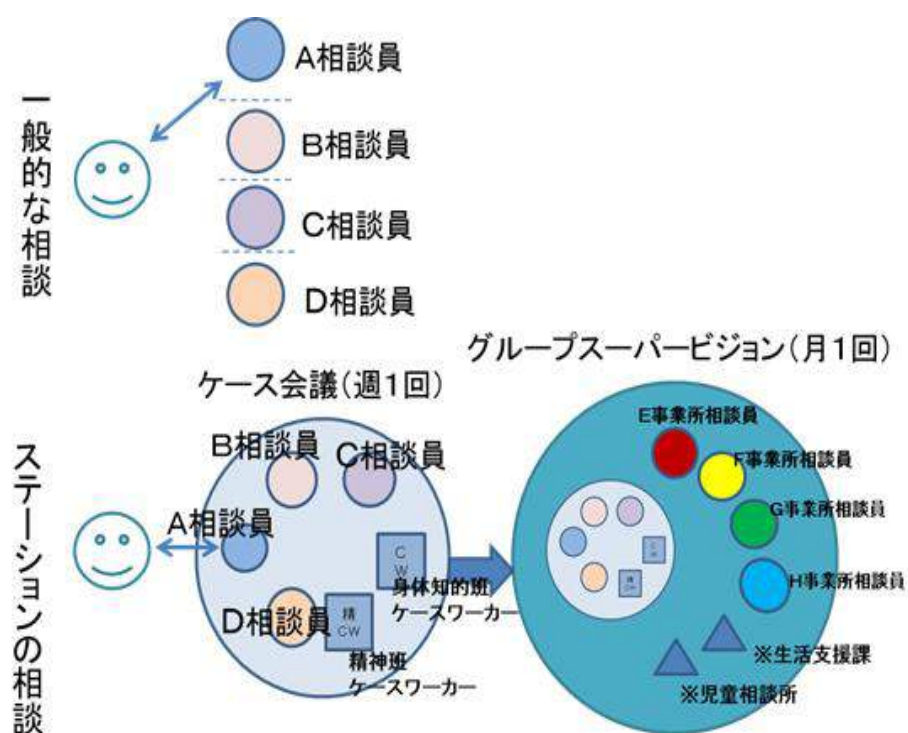 一般的な相談
A相談員
B相談員
C相談員
D相談員
ステーションの相談
ケース会議(週1回)
B相談員
C相談員
A相談員
D相談員
C
W
身体知的班
ケースワーカー
精
CW
精神班
ケースワーカー
グループスーパービジョン(月1回)
E事業所相談員
F事業所相談員
G事業所相談員
H事業所相談員
※生活支援課
※児童相談所